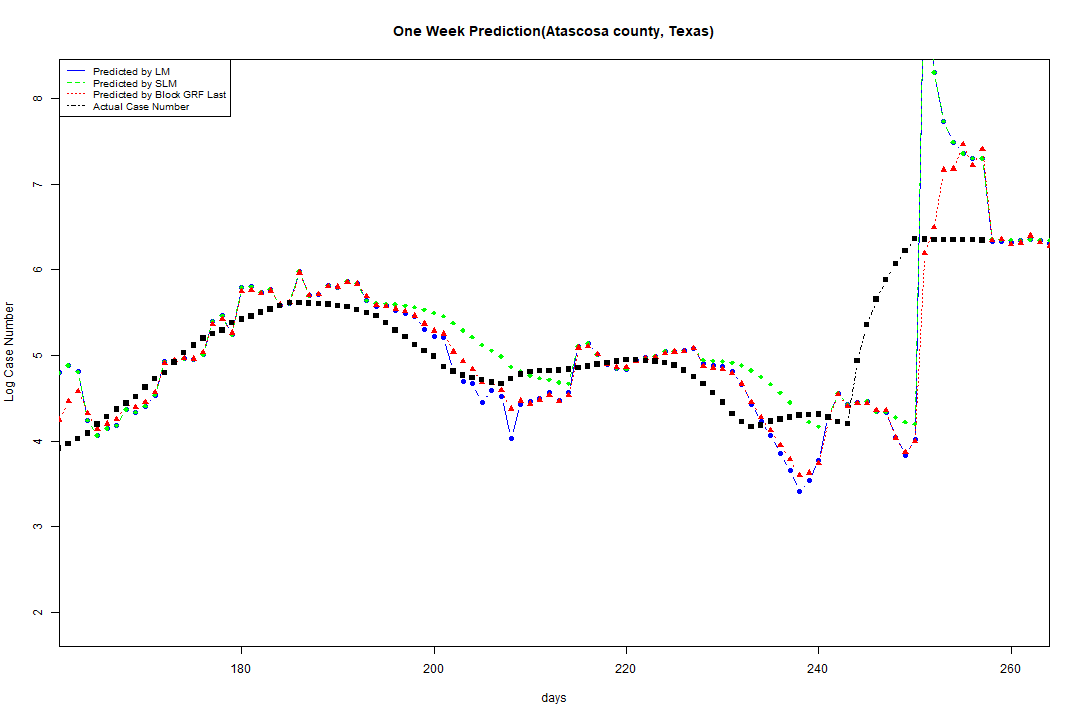 One Week Prediction(Atascosa county, Texas)
Predicted by LM
Predicted by SLM
Predicted by Block GRF Last
Actual Case Number
Log Case Number
8
7
6
5
4
3
2
180 200 220 240 260
days